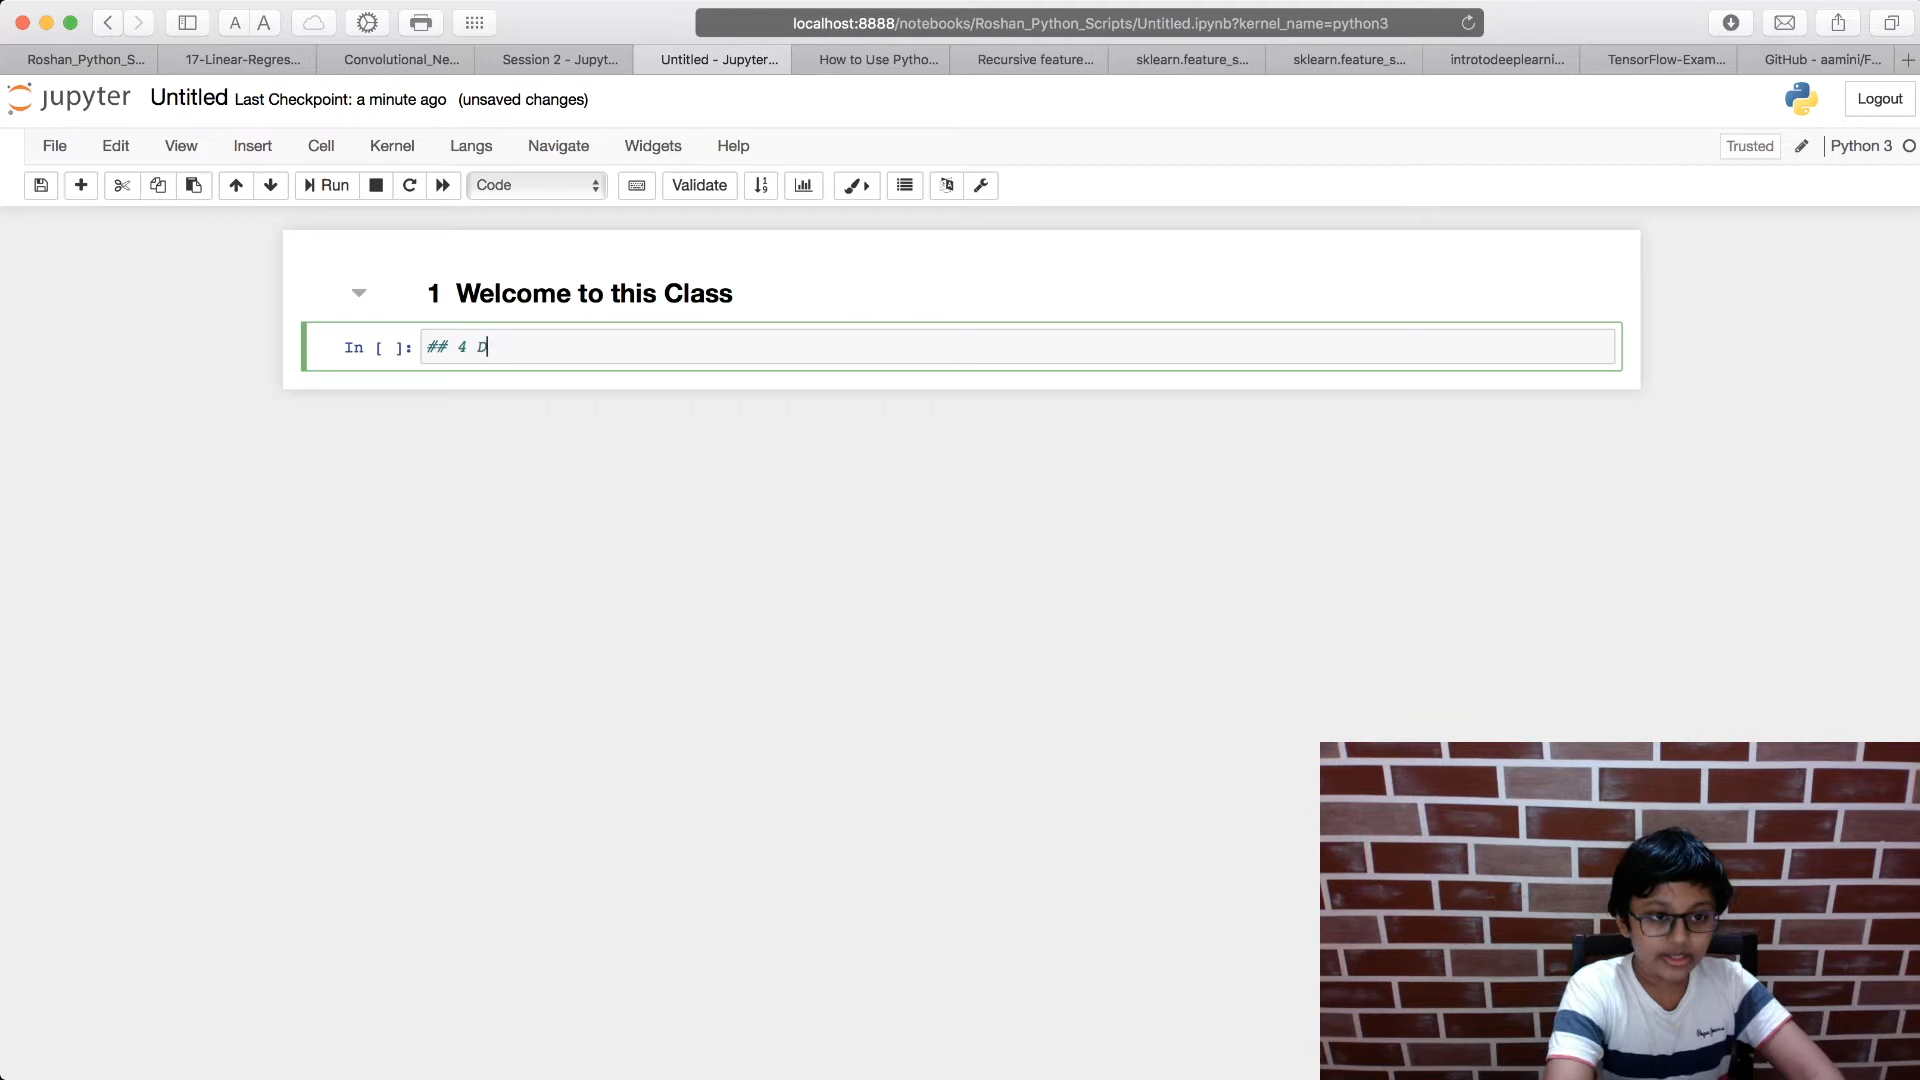 localhost:8888/notebooks/Roshan_Python_Scripts/Untitled.ipynb?kernel_name=python3
Roshan_Python_S... 17-Linear-Regres... Convolutional_Ne... Session 2 - Jupyt... Untitled - Jupyter... How to Use Pytho... Recursive feature... sklearn.feature_s... sklearn.feature_s... introtodeeplearni... TensorFlow-Exam... GitHub - aamini/F...
jupyter Untitled Last Checkpoint: a minute ago (unsaved changes) Logout
File Edit View Insert Cell Kernel Langs Navigate Widgets Help Trusted Python 3
Run Code Validate
1 Welcome to this Class
In [ ]: ## 4 D
Pepe Jeans